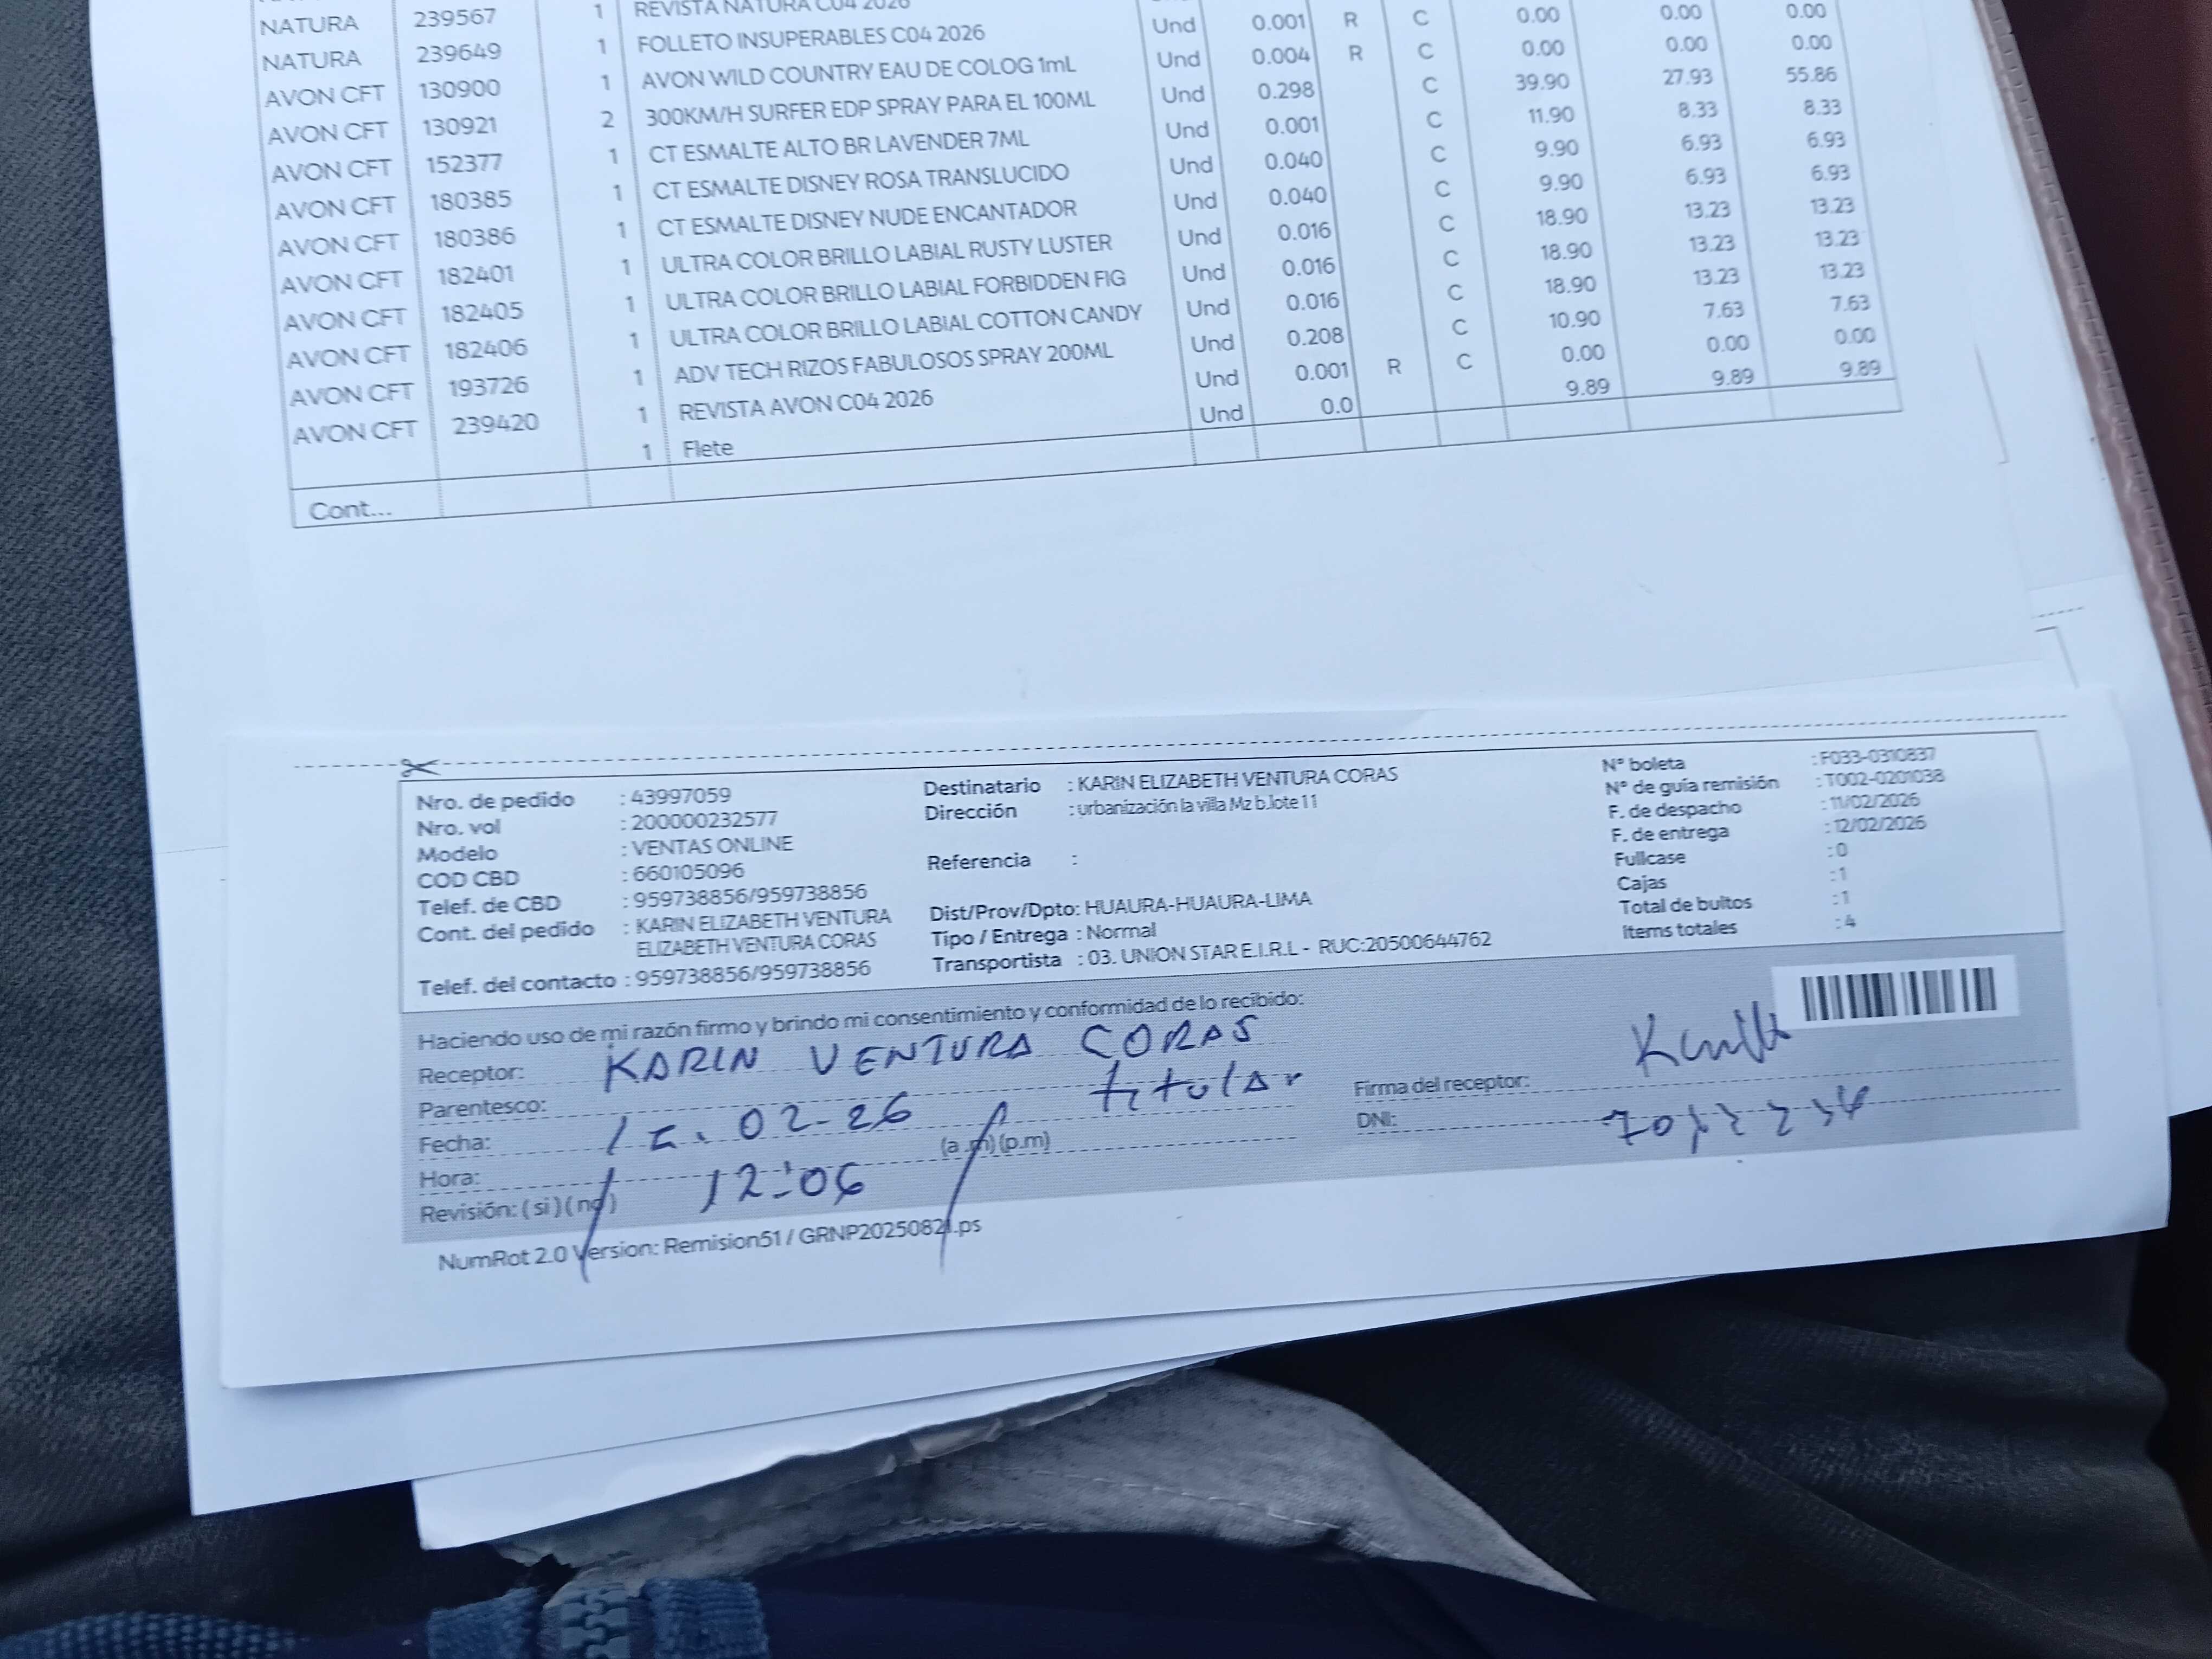 NATURA 239567 1 REVISTA NATURA C04 2026
NATURA 239649 1 FOLLETO INSUPERABLES C04 2026 Und 0.001 R C 0.00 0.00 0.00
AVON CFT 130900 1 AVON WILD COUNTRY EAU DE COLOG 1mL Und 0.004 R C 0.00 0.00 0.00
AVON CFT 130921 2 300KM/H SURFER EDP SPRAY PARA EL 100ML Und 0.298 C 39.90 27.93 55.86
AVON CFT 152377 1 CT ESMALTE ALTO BR LAVENDER 7ML Und 0.001 C 11.90 8.33 8.33
AVON CFT 180385 1 CT ESMALTE DISNEY ROSA TRANSLUCIDO Und 0.040 C 9.90 6.93 6.93
AVON CFT 180386 1 CT ESMALTE DISNEY NUDE ENCANTADOR Und 0.040 C 9.90 6.93 6.93
AVON CFT 182401 1 ULTRA COLOR BRILLO LABIAL RUSTY LUSTER Und 0.016 C 18.90 13.23 13.23
AVON CFT 182405 1 ULTRA COLOR BRILLO LABIAL FORBIDDEN FIG Und 0.016 C 18.90 13.23 13.23
AVON CFT 182406 1 ULTRA COLOR BRILLO LABIAL COTTON CANDY Und 0.016 C 18.90 13.23 13.23
AVON CFT 193726 1 ADV TECH RIZOS FABULOSOS SPRAY 200ML Und 0.208 C 10.90 7.63 7.63
AVON CFT 239420 1 REVISTA AVON C04 2026 Und 0.001 R C 0.00 0.00 0.00
1 Flete Und 0.0 9.89 9.89 9.89
Cont...
Nro. de pedido : 43997059
Nro. vol : 200000232577
Modelo : VENTAS ONLINE
COD CBD : 660105096
Telef. de CBD : 959738856/959738856
Cont. del pedido : KARIN ELIZABETH VENTURA
ELIZABETH VENTURA CORAS
Telef. del contacto : 959738856/959738856
Destinatario : KARIN ELIZABETH VENTURA CORAS
Dirección : urbanización la villa Mz b.lote 11
Referencia :
Dist/Prov/Dpto: HUAURA-HUAURA-LIMA
Tipo / Entrega : Normal
Transportista : 03. UNION STAR E.I.R.L - RUC:20500644762
N° boleta : F033-0310837
N° de guía remisión : T002-0201038
F. de despacho : 11/02/2026
F. de entrega : 12/02/2026
Fullcase : 0
Cajas : 1
Total de bultos : 1
Items totales : 4
Haciendo uso de mi razón firmo y brindo mi consentimiento y conformidad de lo recibido:
Receptor: KARIN VENTURA CORAS
Parentesco: titular
Fecha: 12.02-26
Hora: 12:06 (a.m) (p.m)
Revisión: ( si ) ( no )
Firma del receptor:
DNI:
NumRot 2.0 Version: Remision51 / GRNP20250821.ps